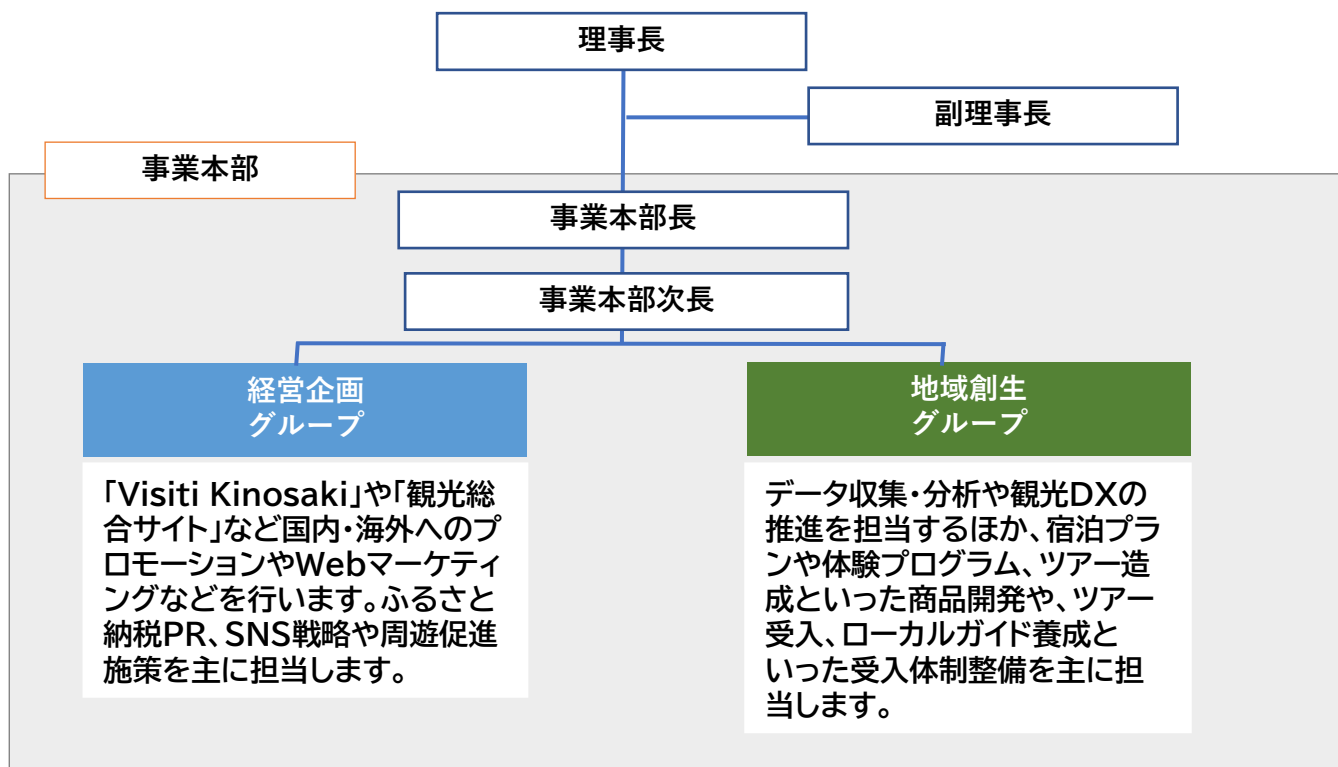 理事長
副理事長
事業本部
事業本部長
事業本部次長
経営企画
グループ
「Visiti Kinosaki」や「観光総
合サイト」など国内・海外へのプ
ロモーションやWebマーケティ
ングなどを行います。ふるさと
納税PR、SNS戦略や周遊促進
施策を主に担当します。
地域創生
グループ
データ収集・分析や観光DXの
推進を担当するほか、宿泊プラ
ンや体験プログラム、ツアー造
成といった商品開発や、ツアー
受入、ローカルガイド養成と
いった受入体制整備を主に担
当します。